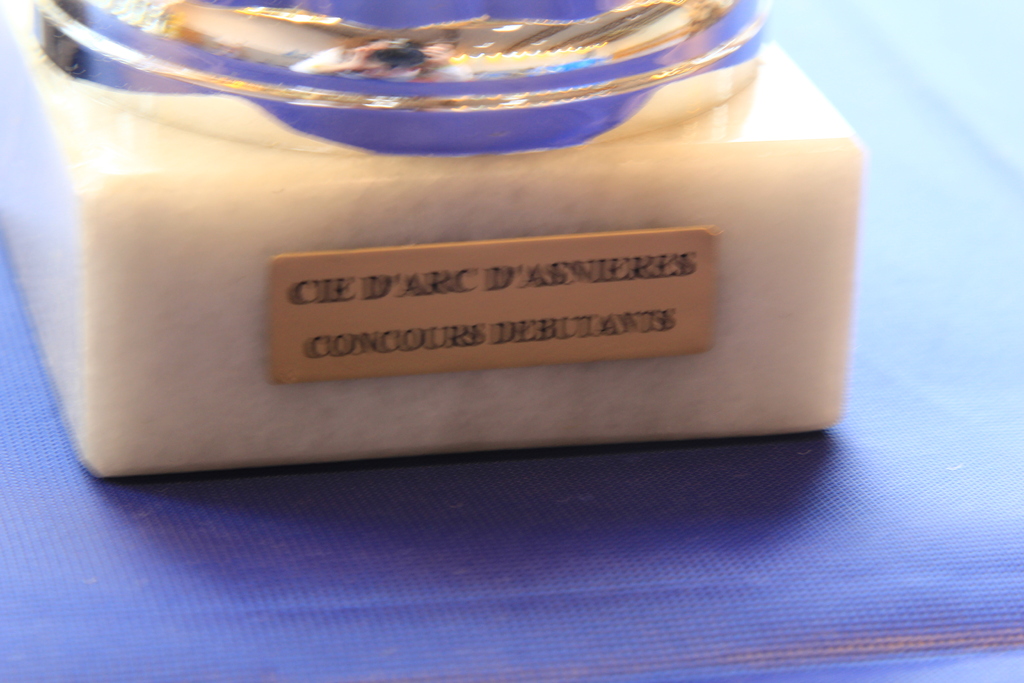 CIE D'ARC D'ASNIERES
CONCOURS DEBUTANTS